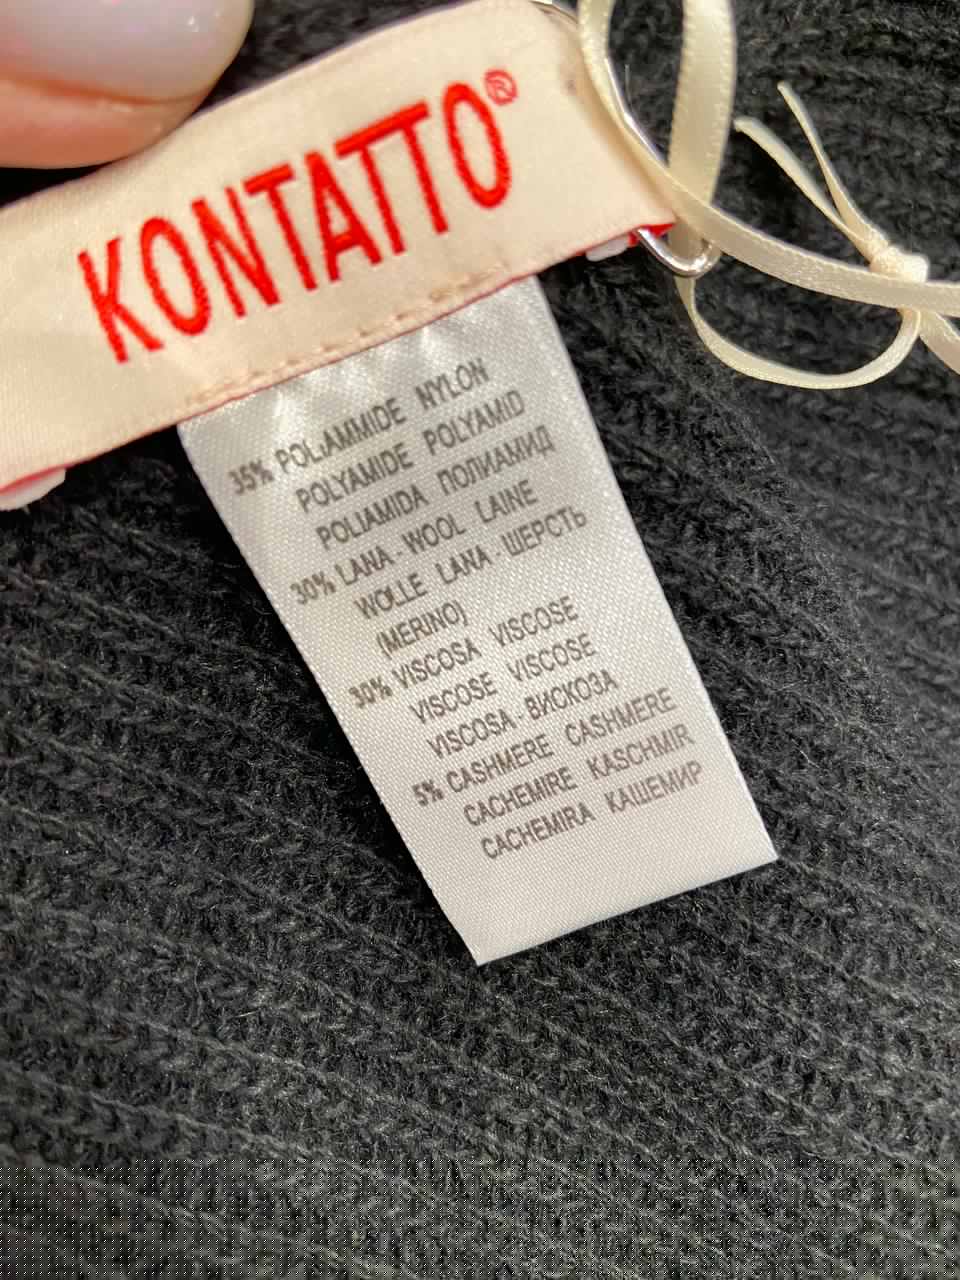 KONTATTO®
35% POLIAMMIDE NYLON
POLYAMIDE POLYAMID
POLIAMIDA ПОЛИАМИД
30% LANA - WOOL LAINE
WOLLE LANA - ШЕРСТЬ
(MERINO)
30% VISCOSA VISCOSE
VISCOSE VISCOSE
VISCOSA - ВИСКОЗА
5% CASHMERE CASHMERE
CACHEMIRE KASCHMIR
CACHEMIRA КАШЕМИР